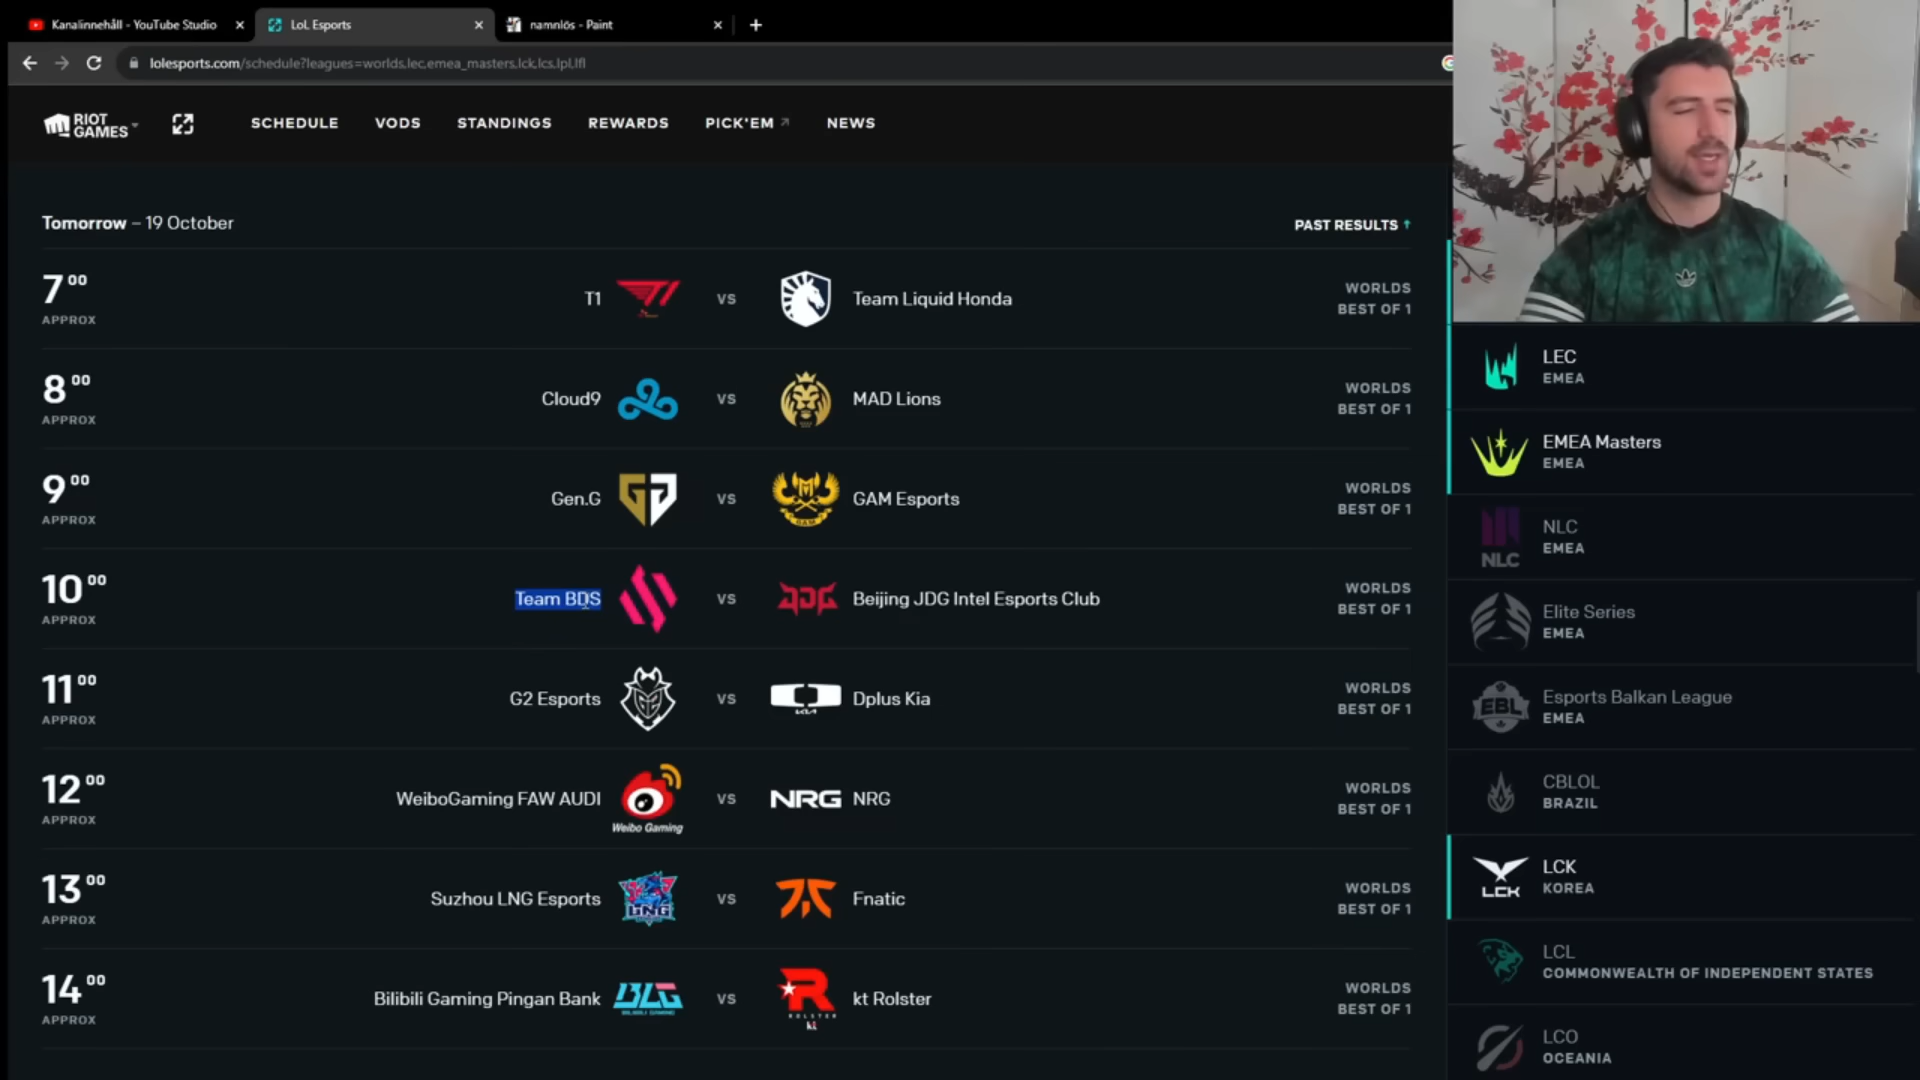 Kanalinnehåll - YouTube Studio
LoL Esports
namnlös - Paint
lolesports.com/schedule?leagues=worlds,lec,emea_masters,lck,lcs,lpl,lfl
RIOT GAMES
SCHEDULE
VODS
STANDINGS
REWARDS
PICK'EM
NEWS
Tomorrow – 19 October
PAST RESULTS ↑
7 00
APPROX
T1
VS
Team Liquid Honda
WORLDS
BEST OF 1
8 00
APPROX
Cloud9
VS
MAD Lions
WORLDS
BEST OF 1
9 00
APPROX
Gen.G
VS
GAM
GAM Esports
WORLDS
BEST OF 1
10 00
APPROX
Team BDS
VS
JDG
Beijing JDG Intel Esports Club
WORLDS
BEST OF 1
11 00
APPROX
G2 Esports
VS
KIA
Dplus Kia
WORLDS
BEST OF 1
12 00
APPROX
WeiboGaming FAW AUDI
Weibo Gaming
VS
NRG
NRG
WORLDS
BEST OF 1
13 00
APPROX
Suzhou LNG Esports
LNG
VS
Fnatic
WORLDS
BEST OF 1
14 00
APPROX
Bilibili Gaming Pingan Bank
BLG
BILIBILI GAMING
VS
R
ROLSTER
kt
kt Rolster
WORLDS
BEST OF 1
LEC
EMEA
EMEA Masters
EMEA
NLC
NLC
EMEA
Elite Series
EMEA
EBL
Esports Balkan League
EMEA
CBLOL
BRAZIL
LCK
LCK
KOREA
LCL
COMMONWEALTH OF INDEPENDENT STATES
LCO
OCEANIA